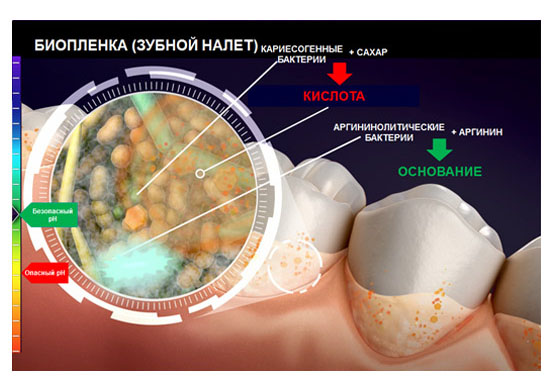 БИОПЛЕНКА (ЗУБНОЙ НАЛЕТ)
КАРИЕСОГЕННЫЕ
БАКТЕРИИ
+ САХАР
КИСЛОТА
АРГИНИНОЛИТИЧЕСКИЕ
БАКТЕРИИ
+ АРГИНИН
ОСНОВАНИЕ
Безопасный
pH
Опасный pH